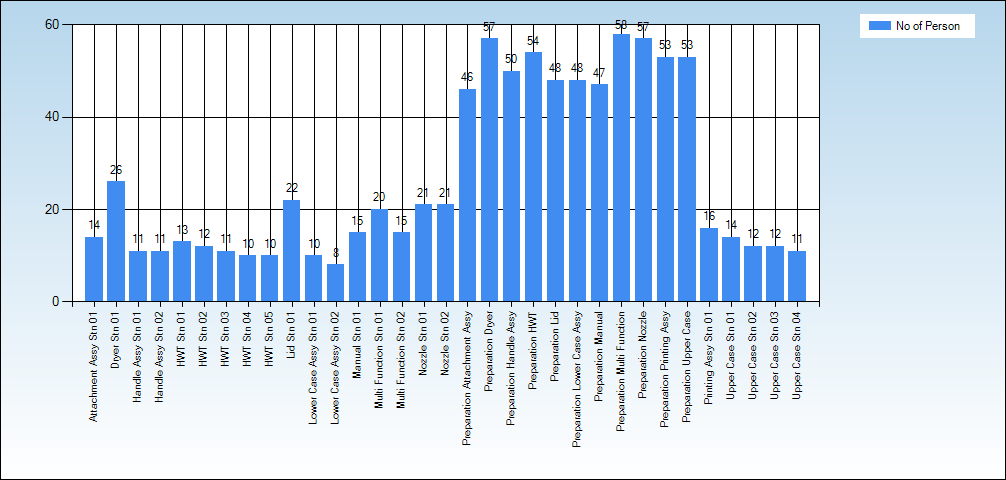 No of Person
60
40
20
0
14
26
11
11
13
12
11
10
10
22
10
8
15
20
15
21
21
46
57
50
54
48
48
47
58
57
53
53
16
14
12
12
11
Attachment Assy Stn 01
Dryer Stn 01
Handle Assy Stn 01
Handle Assy Stn 02
HWT Stn 01
HWT Stn 02
HWT Stn 03
HWT Stn 04
HWT Stn 05
Lid Stn 01
Lower Case Assy Stn 01
Lower Case Assy Stn 02
Manual Stn 01
Multi Function Stn 01
Multi Function Stn 02
Nozzle Stn 01
Nozzle Stn 02
Preparation Attachment Assy
Preparation Dryer
Preparation Handle Assy
Preparation HWT
Preparation Lid
Preparation Lower Case Assy
Preparation Manual
Preparation Multi Function
Preparation Nozzle
Preparation Printing Assy
Preparation Upper Case
Printing Assy Stn 01
Upper Case Stn 01
Upper Case Stn 02
Upper Case Stn 03
Upper Case Stn 04